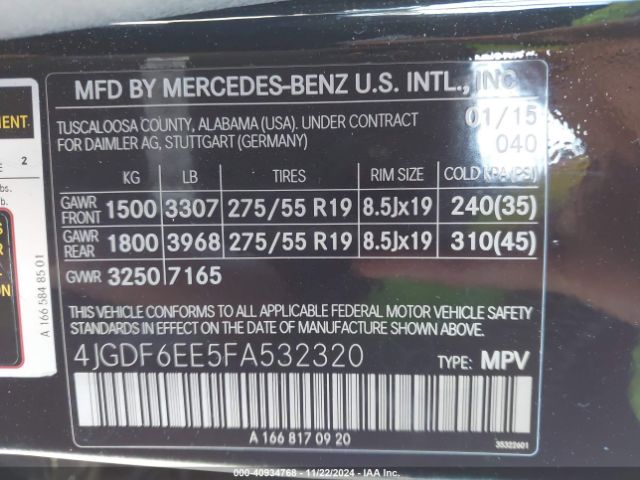 MFD BY MERCEDES-BENZ U.S. INTL., INC.
TUSCALOOSA COUNTY, ALABAMA (USA). UNDER CONTRACT 01/15
FOR DAIMLER AG, STUTTGART (GERMANY) 040
KG LB TIRES RIM SIZE COLD KPA(PSI)
GAWR FRONT 1500 3307 275/55 R19 8.5Jx19 240(35)
GAWR REAR 1800 3968 275/55 R19 8.5Jx19 310(45)
GVWR 3250 7165
THIS VEHICLE CONFORMS TO ALL APPLICABLE FEDERAL MOTOR VEHICLE SAFETY
STANDARDS IN EFFECT ON THE DATE OF MANUFACTURE SHOWN ABOVE.
4JGDF6EE5FA532320 TYPE: MPV
A 166 817 09 20
35322601
MENT
E 2
lbs.
R
ON
A 166 584 85 01
000-40934768 - 11/22/2024 - IAA, Inc.